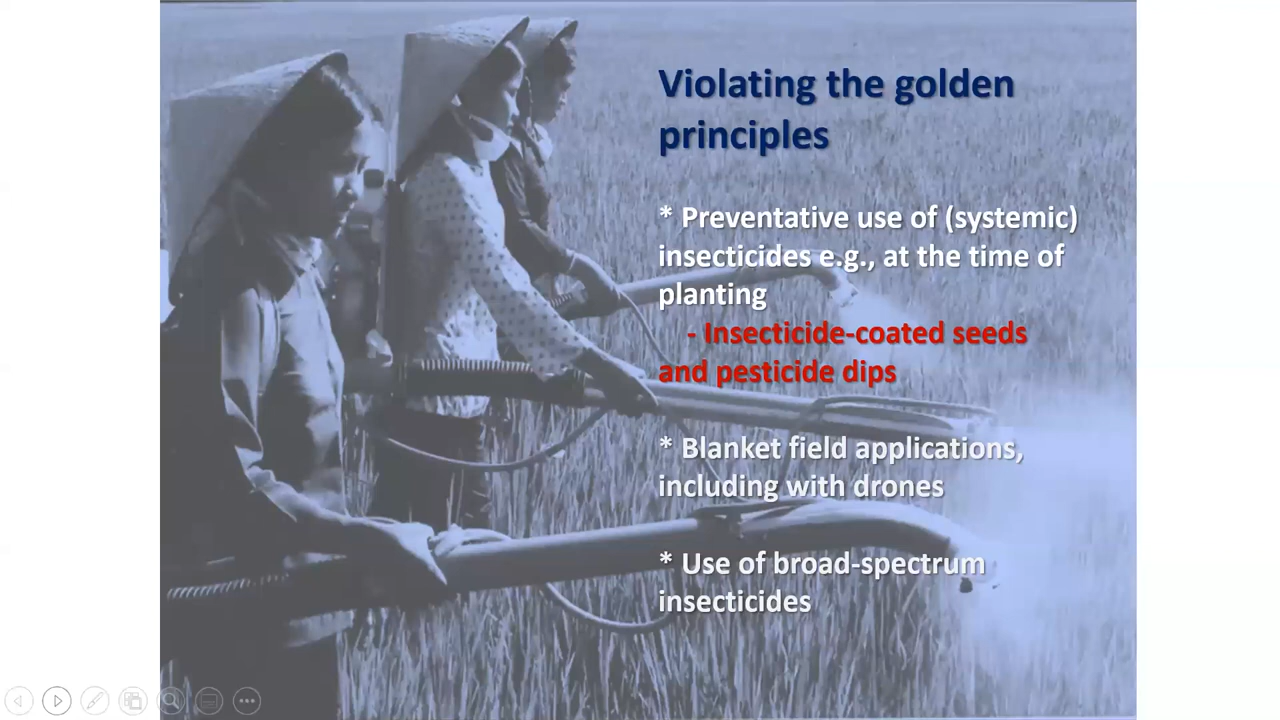 Violating the golden
principles
* Preventative use of (systemic)
insecticides e.g., at the time of
planting
- Insecticide-coated seeds
and pesticide dips
* Blanket field applications,
including with drones
* Use of broad-spectrum
insecticides